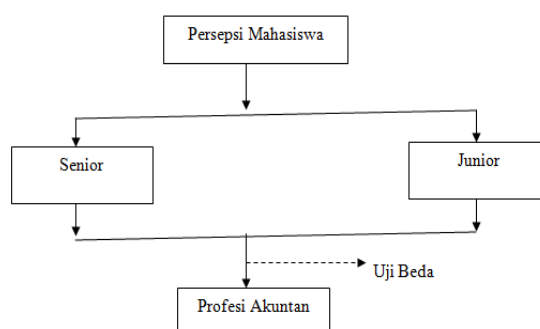 Persepsi Mahasiswa
Senior
Junior
Uji Beda
Profesi Akuntan